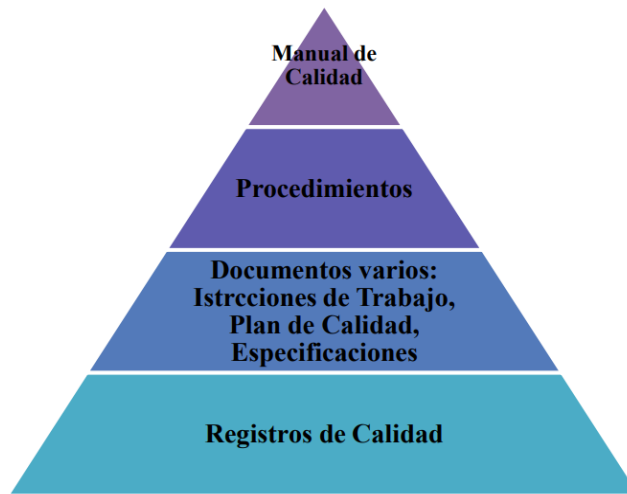 Manual de
Calidad
Procedimientos
Documentos varios:
Istrcciones de Trabajo,
Plan de Calidad,
Especificaciones
Registros de Calidad